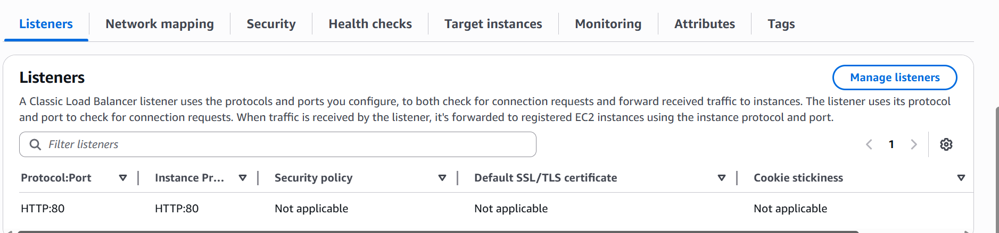 Listeners
Network mapping
Security
Health checks
Target instances
Monitoring
Attributes
Tags
Listeners
Manage listeners
A Classic Load Balancer listener uses the protocols and ports you configure, to both check for connection requests and forward received traffic to instances. The listener uses its protocol
and port to check for connection requests. When traffic is received by the listener, it's forwarded to registered EC2 instances using the instance protocol and port.
Filter listeners
1
Protocol:Port
Instance Pr...
Security policy
Default SSL/TLS certificate
Cookie stickiness
HTTP:80
HTTP:80
Not applicable
Not applicable
Not applicable